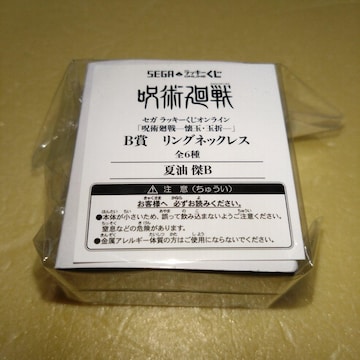 SEGA ラッキーくじ
呪術廻戦
セガ ラッキーくじオンライン
「呪術廻戦―懐玉・玉折―」
B賞 リングネックレス
全6種
夏油 傑B
注意（ちゅうい）
お客様へ 必ずお読みください。
●本体が小さいため、誤って飲み込まないようご注意ください。
窒息などの危険があります。
●金属アレルギー体質の方はご使用にならないでください。